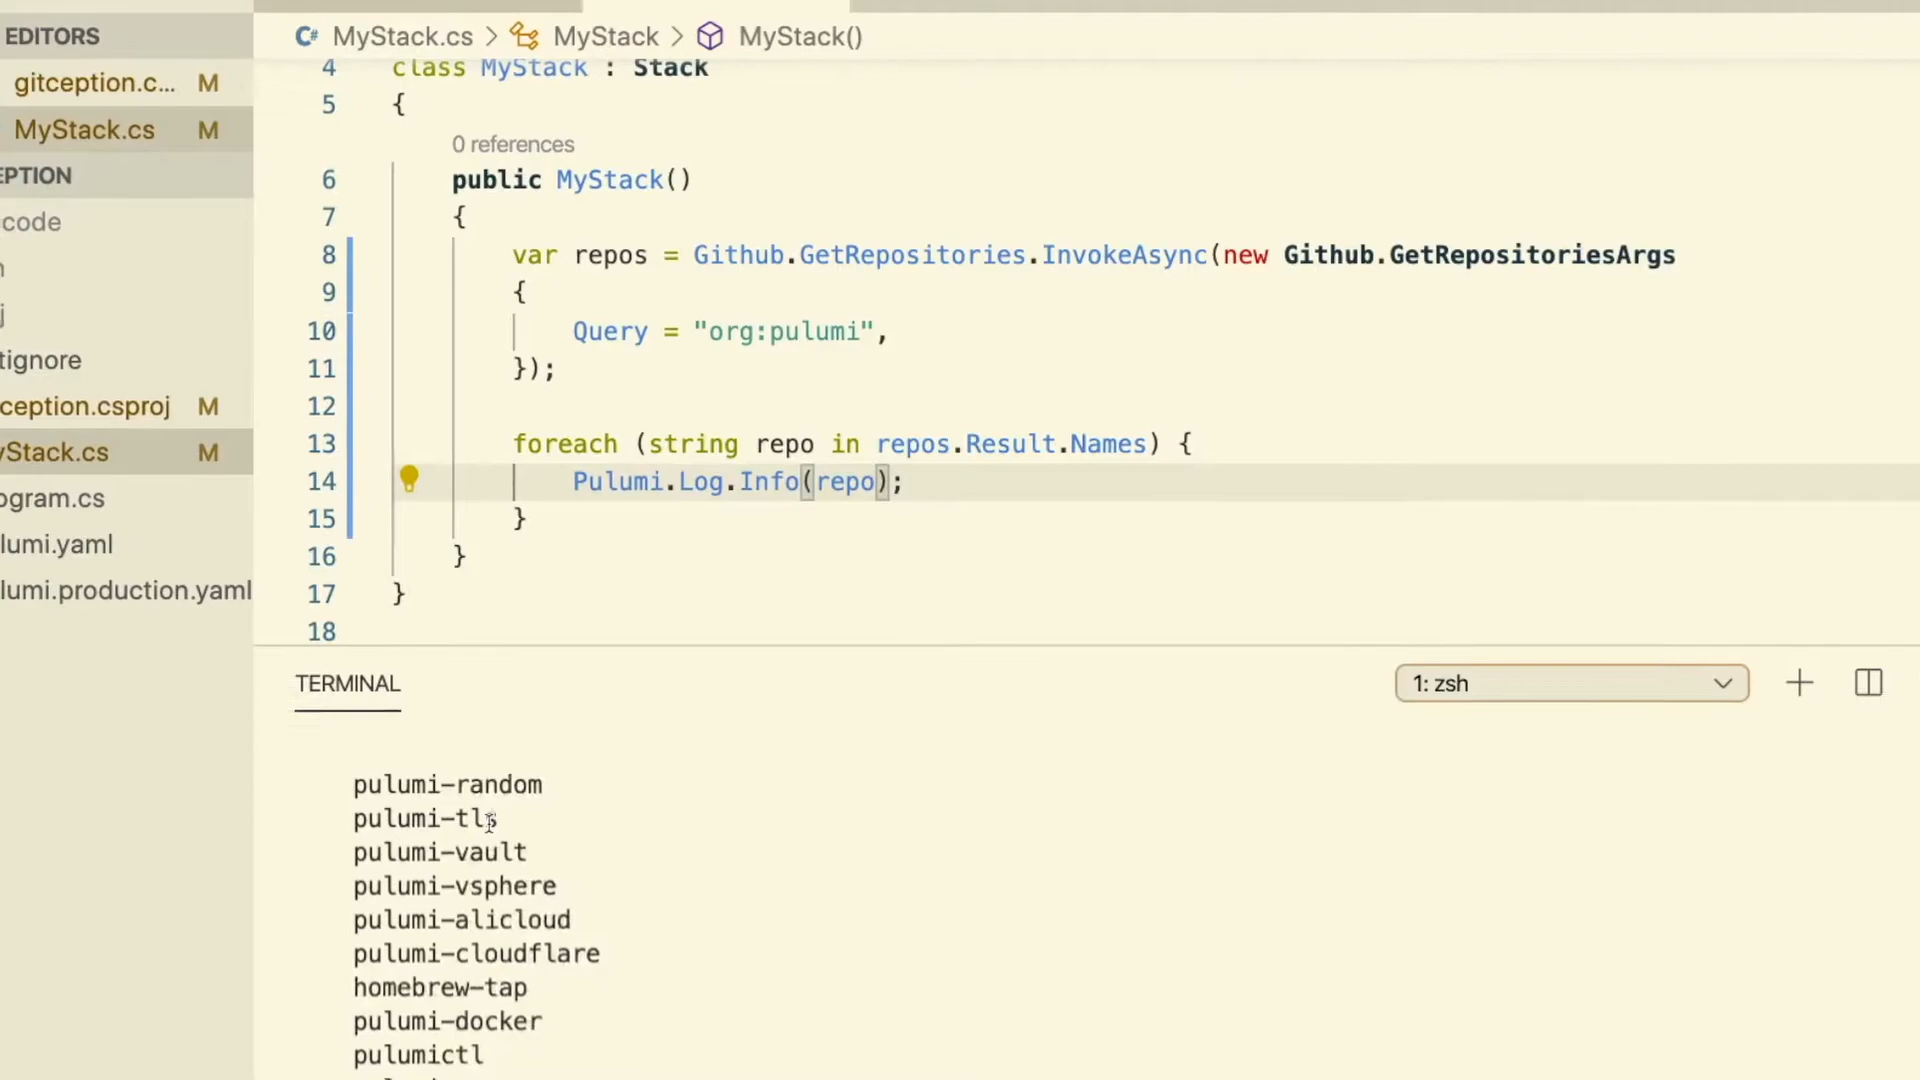 EDITORS
gitception.c... M
MyStack.cs M
EPTION
code
tignore
ception.csproj M
yStack.cs M
ogram.cs
lumi.yaml
lumi.production.yaml
C# MyStack.cs > MyStack > MyStack()
4 class MyStack : Stack
5 {
0 references
6 public MyStack()
7 {
8 var repos = Github.GetRepositories.InvokeAsync(new Github.GetRepositoriesArgs
9 {
10 Query = "org:pulumi",
11 });
12
13 foreach (string repo in repos.Result.Names) {
14 Pulumi.Log.Info(repo);
15 }
16 }
17 }
18
TERMINAL
1: zsh
pulumi-random
pulumi-tls
pulumi-vault
pulumi-vsphere
pulumi-alicloud
pulumi-cloudflare
homebrew-tap
pulumi-docker
pulumictl